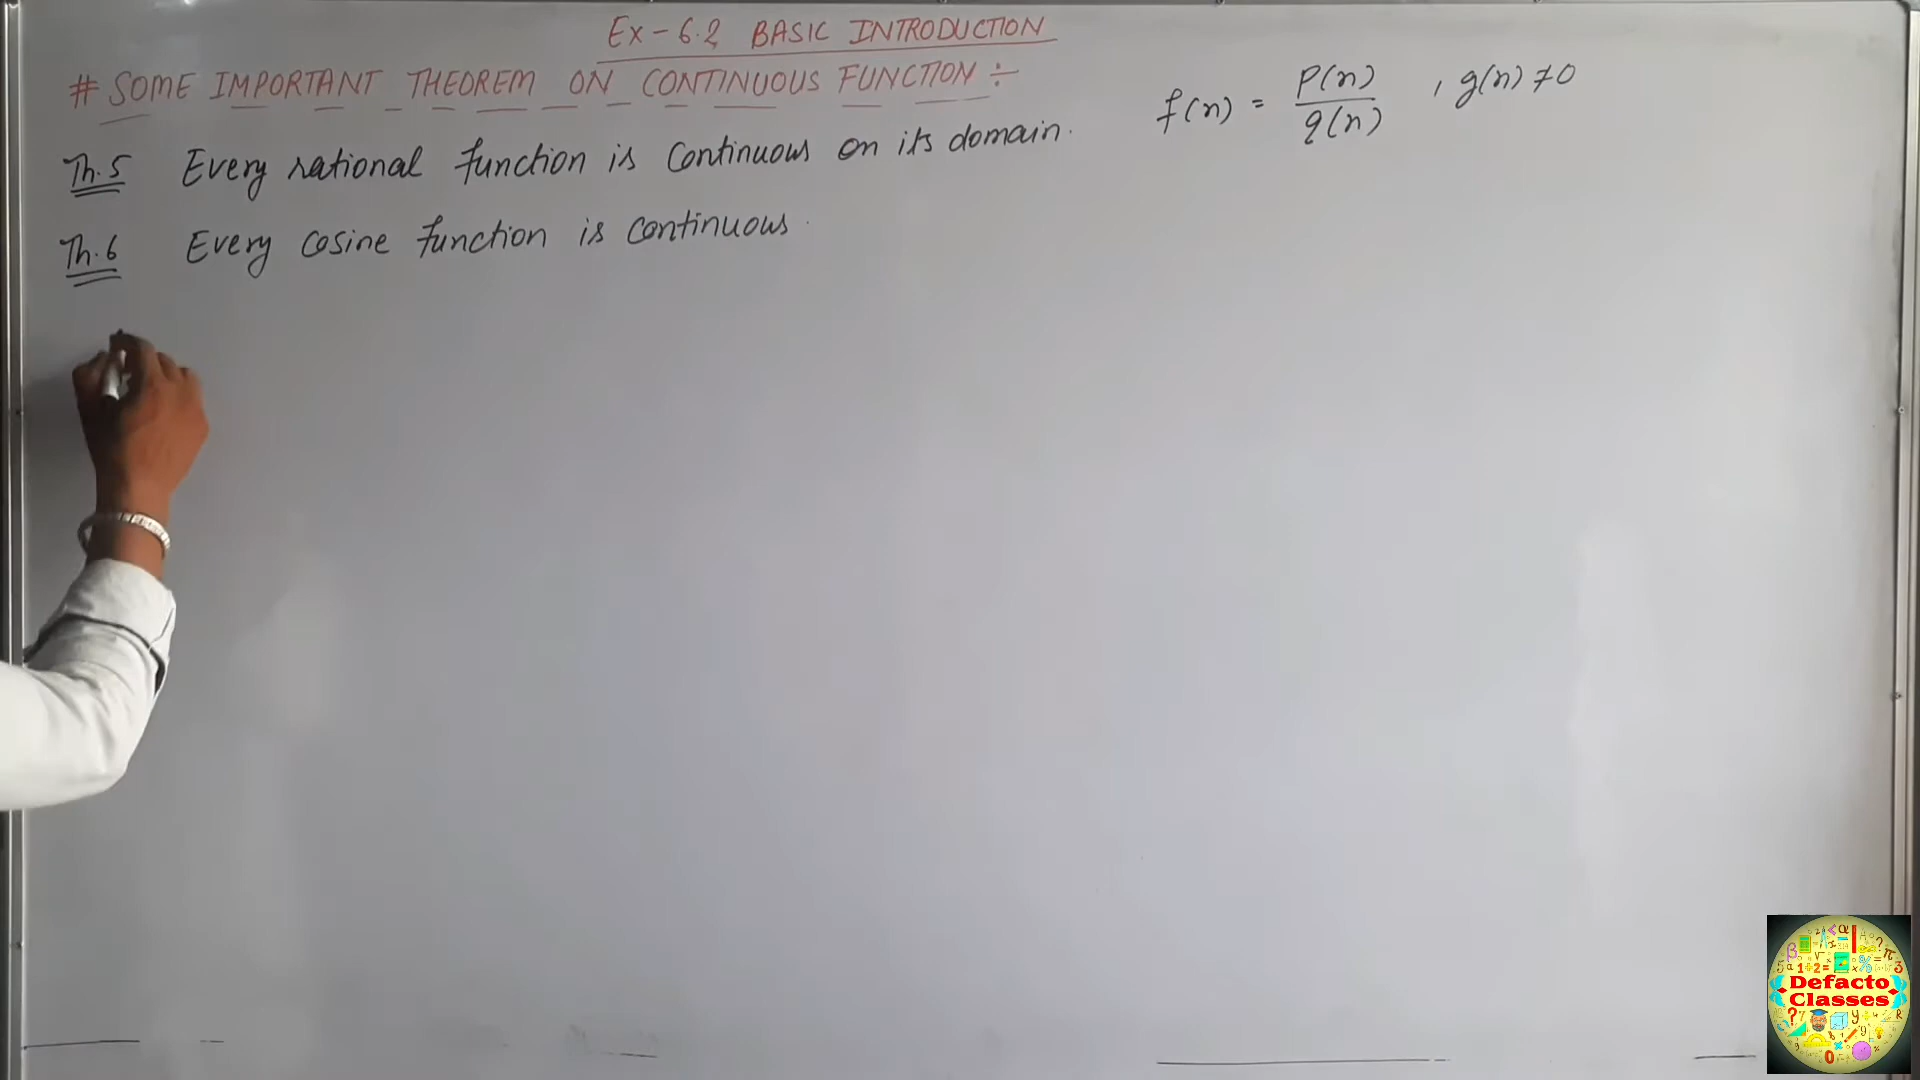 Ex - 6.2 BASIC INTRODUCTION
# SOME IMPORTANT THEOREM ON CONTINUOUS FUNCTION ÷
f(n) = P(n) / q(n) , g(n) ≠ 0
Th.5 Every rational function is Continuous on its domain.
Th.6 Every Cosine function is Continuous.
Defacto
Classes